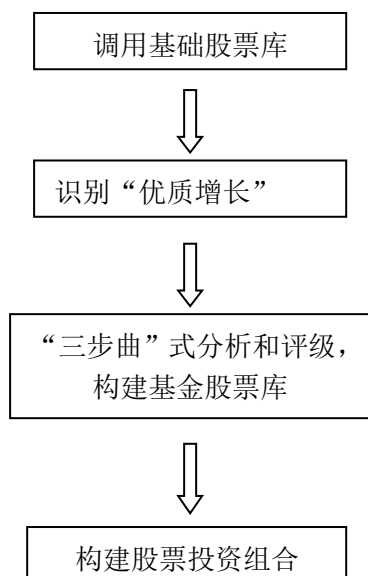 调用基础股票库
识别“优质增长”
“三步曲”式分析和评级，
构建基金股票库
构建股票投资组合